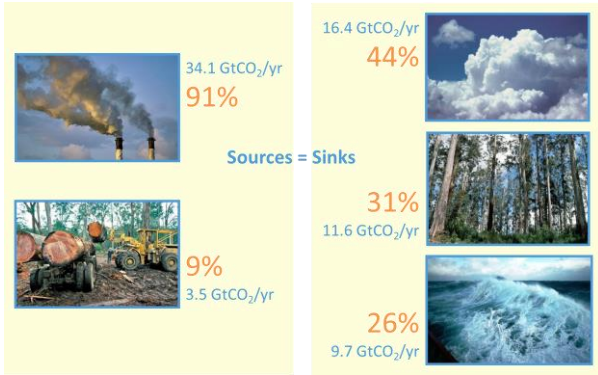 34.1 GtCO₂/yr
91%
9%
3.5 GtCO₂/yr
Sources = Sinks
16.4 GtCO₂/yr
44%
31%
11.6 GtCO₂/yr
26%
9.7 GtCO₂/yr